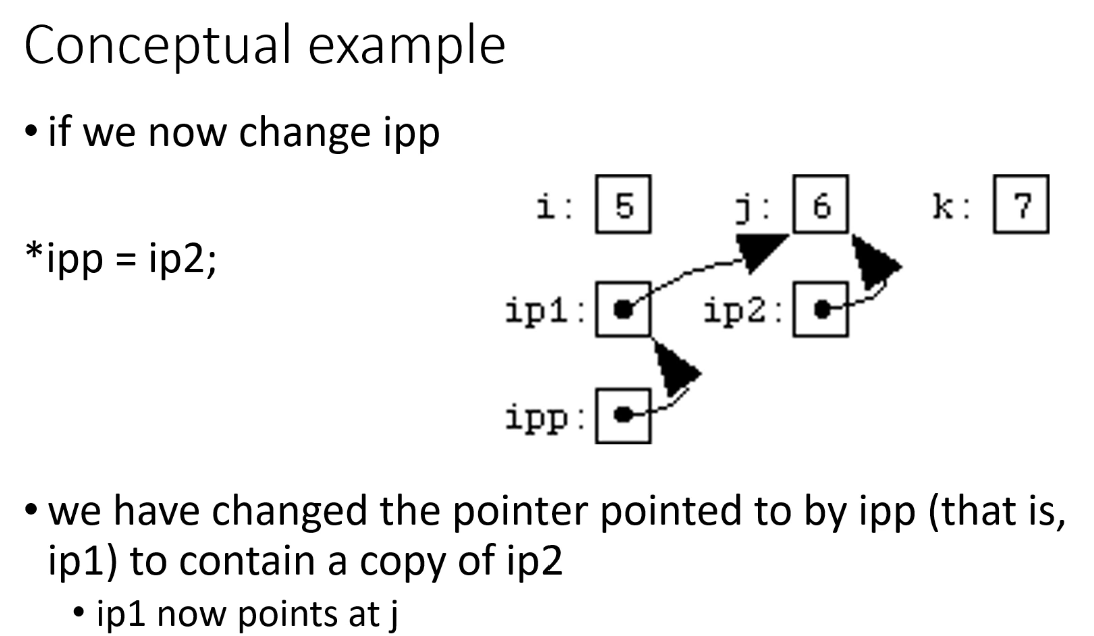 Conceptual example
• if we now change ipp
i: 5 j: 6 k: 7
*ipp = ip2;
ip1: ip2:
ipp:
• we have changed the pointer pointed to by ipp (that is,
ip1) to contain a copy of ip2
• ip1 now points at j